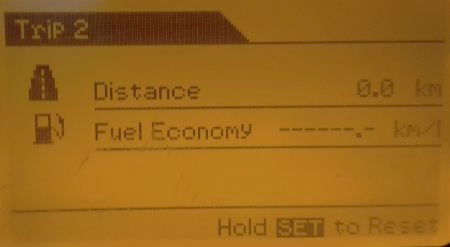 Trip 2
Distance 0.0 km
Fuel Economy ------.- km/l
Hold SET to Reset